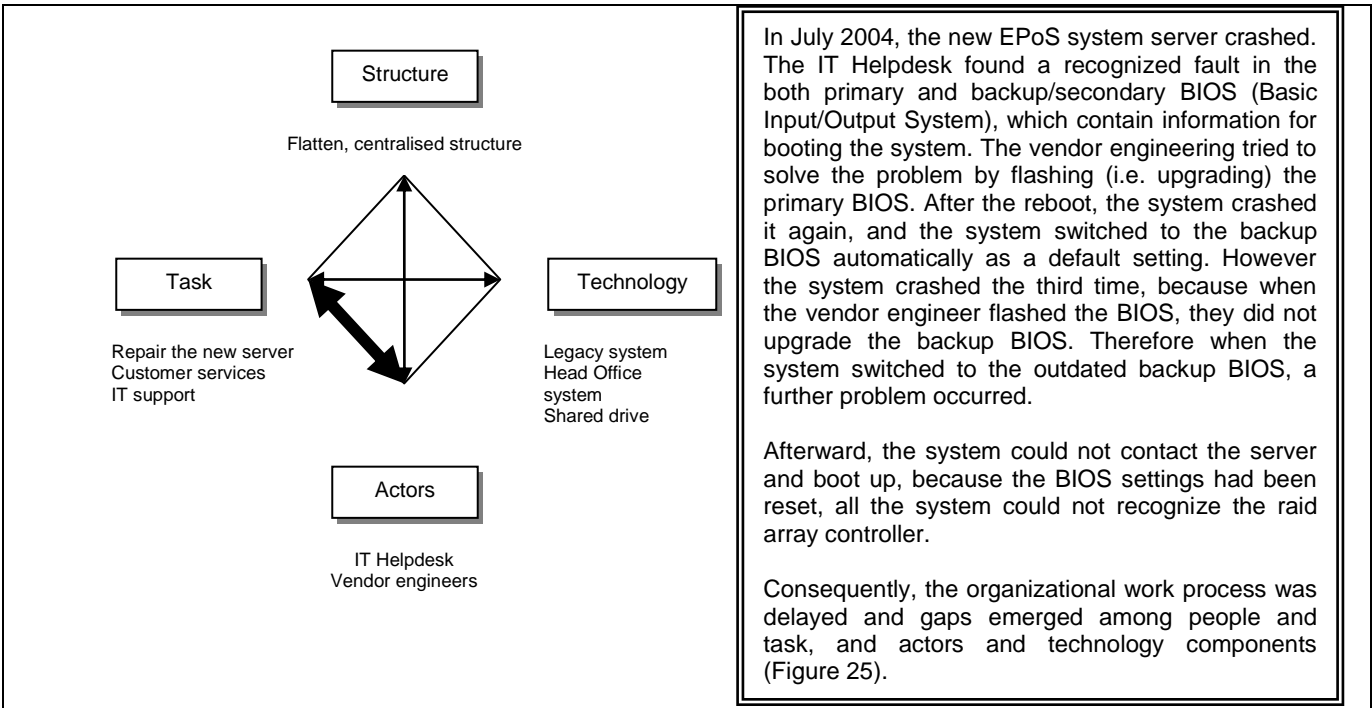 Structure
Flatten, centralised structure
Task
Repair the new server
Customer services
IT support
Technology
Legacy system
Head Office
system
Shared drive
Actors
IT Helpdesk
Vendor engineers
In July 2004, the new EPoS system server crashed.
The IT Helpdesk found a recognized fault in the
both primary and backup/secondary BIOS (Basic
Input/Output System), which contain information for
booting the system. The vendor engineering tried to
solve the problem by flashing (i.e. upgrading) the
primary BIOS. After the reboot, the system crashed
it again, and the system switched to the backup
BIOS automatically as a default setting. However
the system crashed the third time, because when
the vendor engineer flashed the BIOS, they did not
upgrade the backup BIOS. Therefore when the
system switched to the outdated backup BIOS, a
further problem occurred.
Afterward, the system could not contact the server
and boot up, because the BIOS settings had been
reset, all the system could not recognize the raid
array controller.
Consequently, the organizational work process was
delayed and gaps emerged among people and
task, and actors and technology components
(Figure 25).